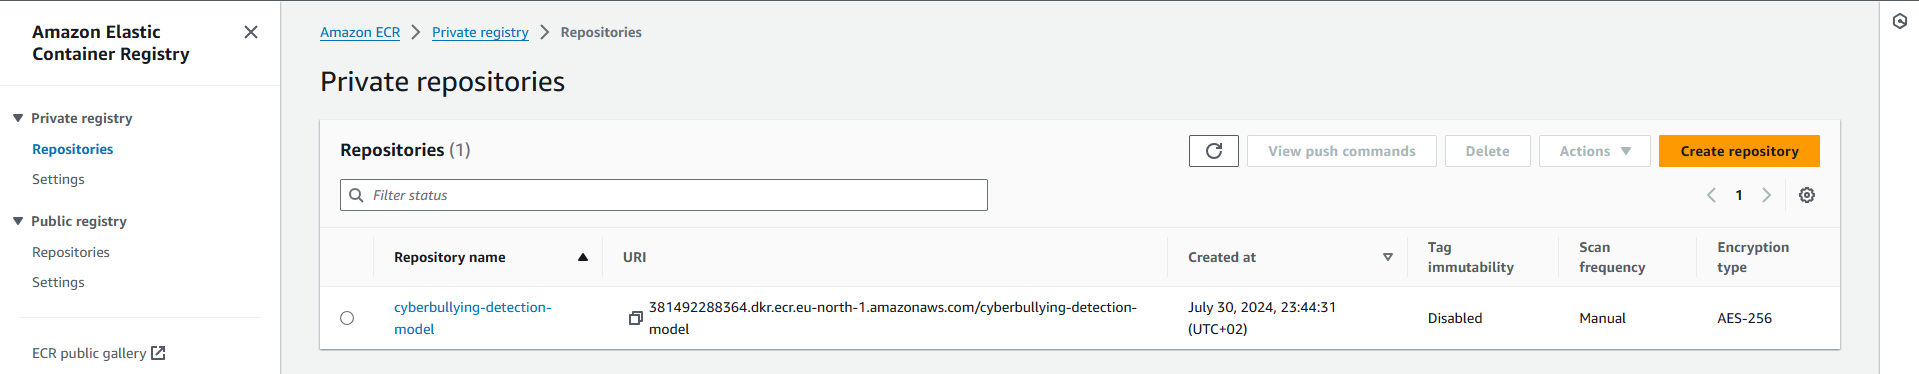 Amazon Elastic
Container Registry
Private registry
Repositories
Settings
Public registry
Repositories
Settings
ECR public gallery
Amazon ECR
Private registry
Repositories
Private repositories
Repositories (1)
View push commands
Delete
Actions
Create repository
Filter status
1
Repository name
URI
Created at
Tag
immutability
Scan
frequency
Encryption
type
cyberbullying-detection-
model
381492288364.dkr.ecr.eu-north-1.amazonaws.com/cyberbullying-detection-
model
July 30, 2024, 23:44:31
(UTC+02)
Disabled
Manual
AES-256